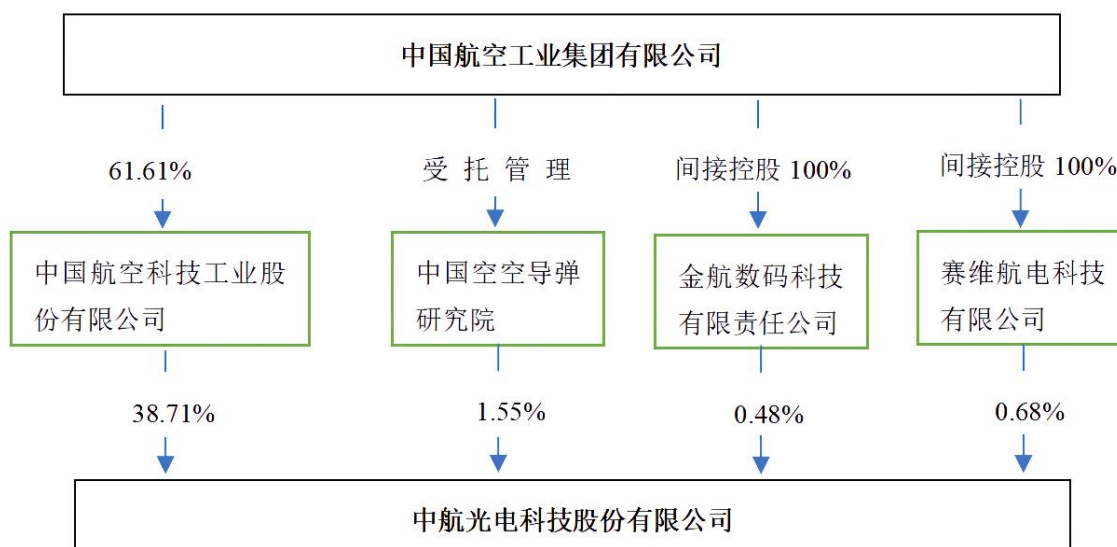 中国航空工业集团有限公司
61.61%
受托管理
间接控股 100%
间接控股 100%
中国航空科技工业股
份有限公司
中国空空导弹
研究院
金航数码科技
有限责任公司
赛维航电科技
有限公司
38.71%
1.55%
0.48%
0.68%
中航光电科技股份有限公司